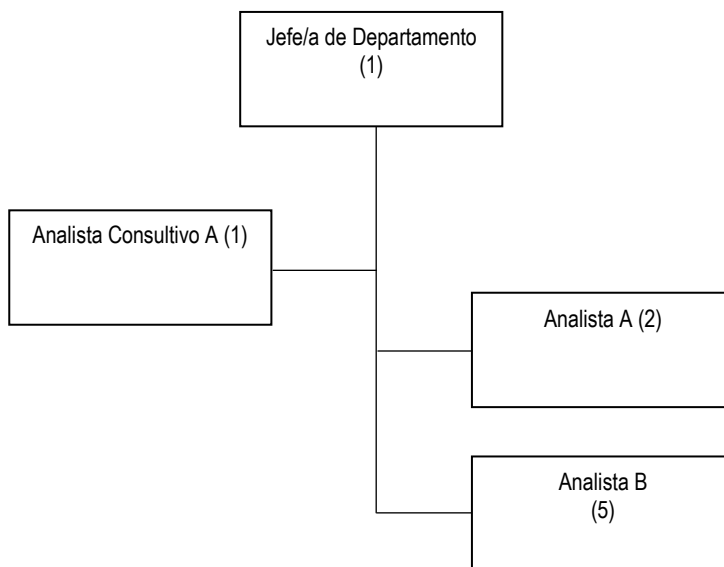 Jefe/a de Departamento
(1)
Analista Consultivo A (1)
Analista A (2)
Analista B
(5)